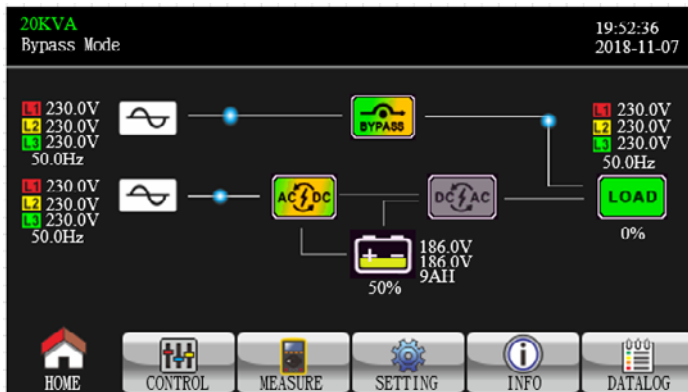 20KVA
Bypass Mode
19:52:36
2018-11-07
L1 230.0V
L2 230.0V
L3 230.0V
50.0Hz
BYPASS
L1 230.0V
L2 230.0V
L3 230.0V
50.0Hz
L1 230.0V
L2 230.0V
L3 230.0V
50.0Hz
AC DC
DC AC
LOAD
0%
186.0V
186.0V
9AH
50%
HOME
CONTROL
MEASURE
SETTING
INFO
DATALOG